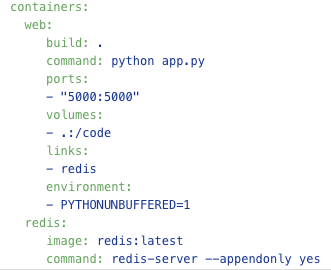 containers:
  web:
    build: .
    command: python app.py
    ports:
    - "5000:5000"
    volumes:
    - .:/code
    links:
    - redis
    environment:
    - PYTHONUNBUFFERED=1
  redis:
    image: redis:latest
    command: redis-server --appendonly yes